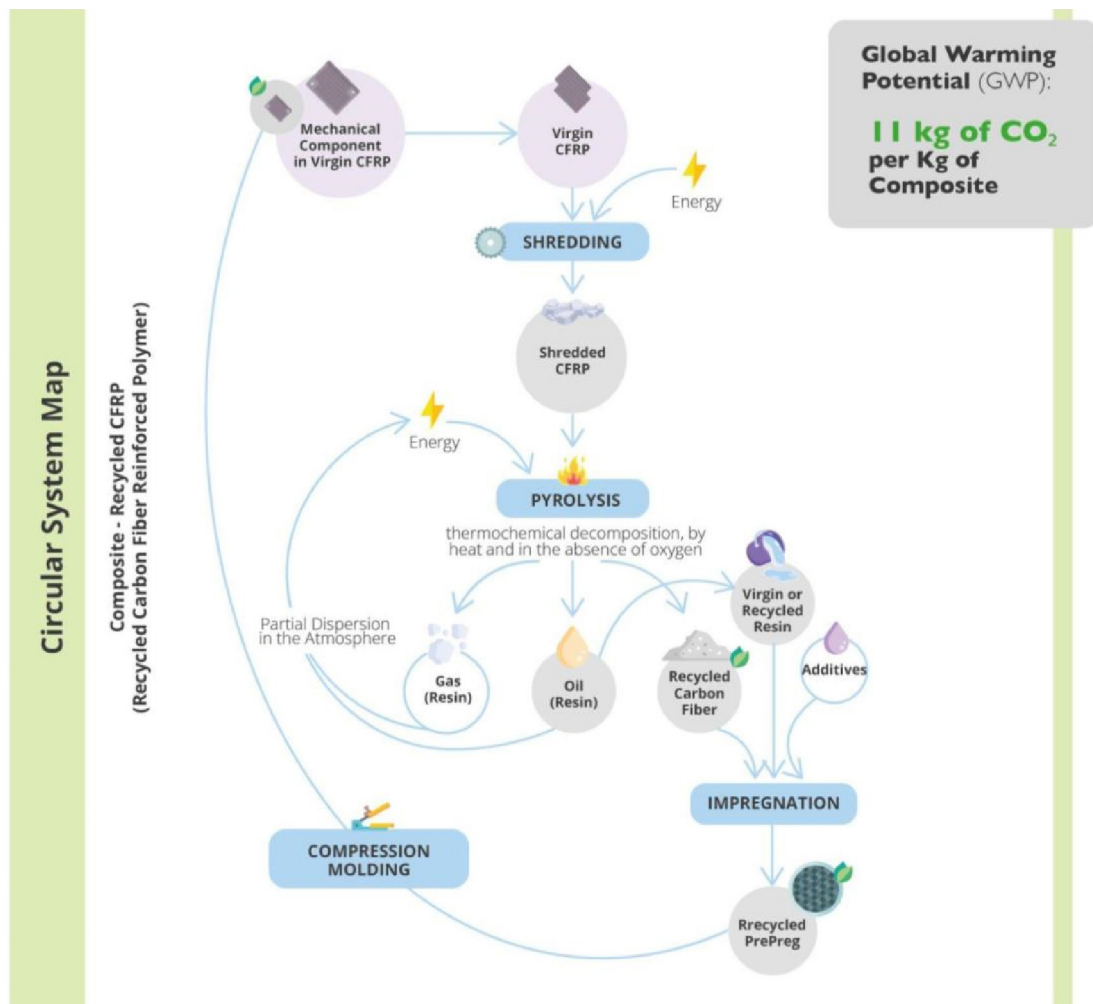 Circular System Map
Composite - Recycled CFRP
(Recycled Carbon Fiber Reinforced Polymer)
Global Warming
Potential (GWP):
11 kg of CO₂
per Kg of
Composite
Mechanical
Component
in Virgin CFRP
Virgin
CFRP
Energy
SHREDDING
Shredded
CFRP
Energy
PYROLYSIS
thermochemical decomposition, by
heat and in the absence of oxygen
Partial Dispersion
in the Atmosphere
Gas
(Resin)
Oil
(Resin)
Recycled
Carbon
Fiber
Virgin or
Recycled
Resin
Additives
IMPREGNATION
COMPRESSION
MOLDING
Rrecycled
PrePreg